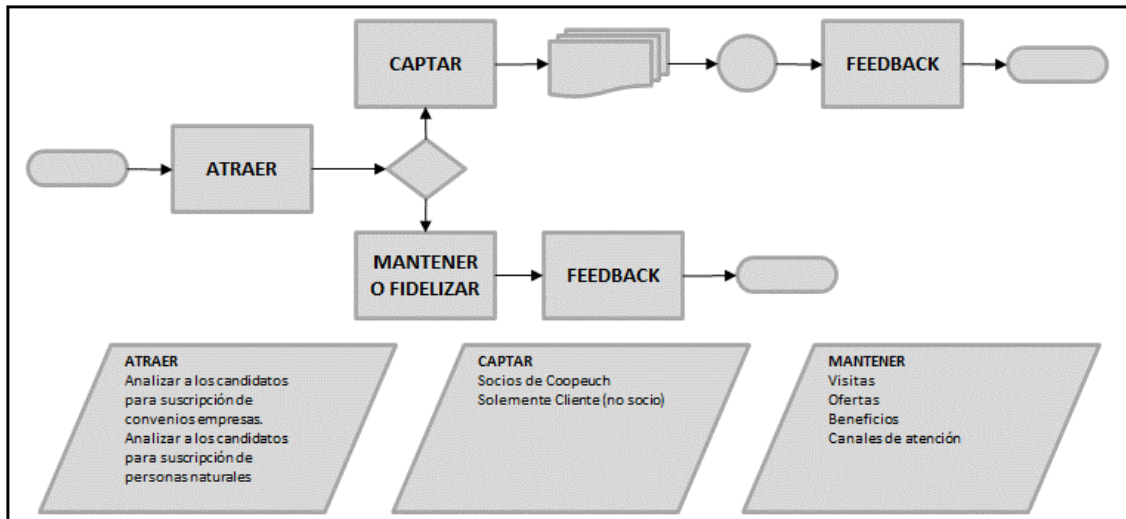 CAPTAR
FEEDBACK
ATRAER
MANTENER
O FIDELIZAR
FEEDBACK
ATRAER
Analizar a los candidatos
para suscripción de
convenios empresas.
Analizar a los candidatos
para suscripción de
personas naturales
CAPTAR
Socios de Coopeuch
Solemente Cliente (no socio)
MANTENER
Visitas
Ofertas
Beneficios
Canales de atención